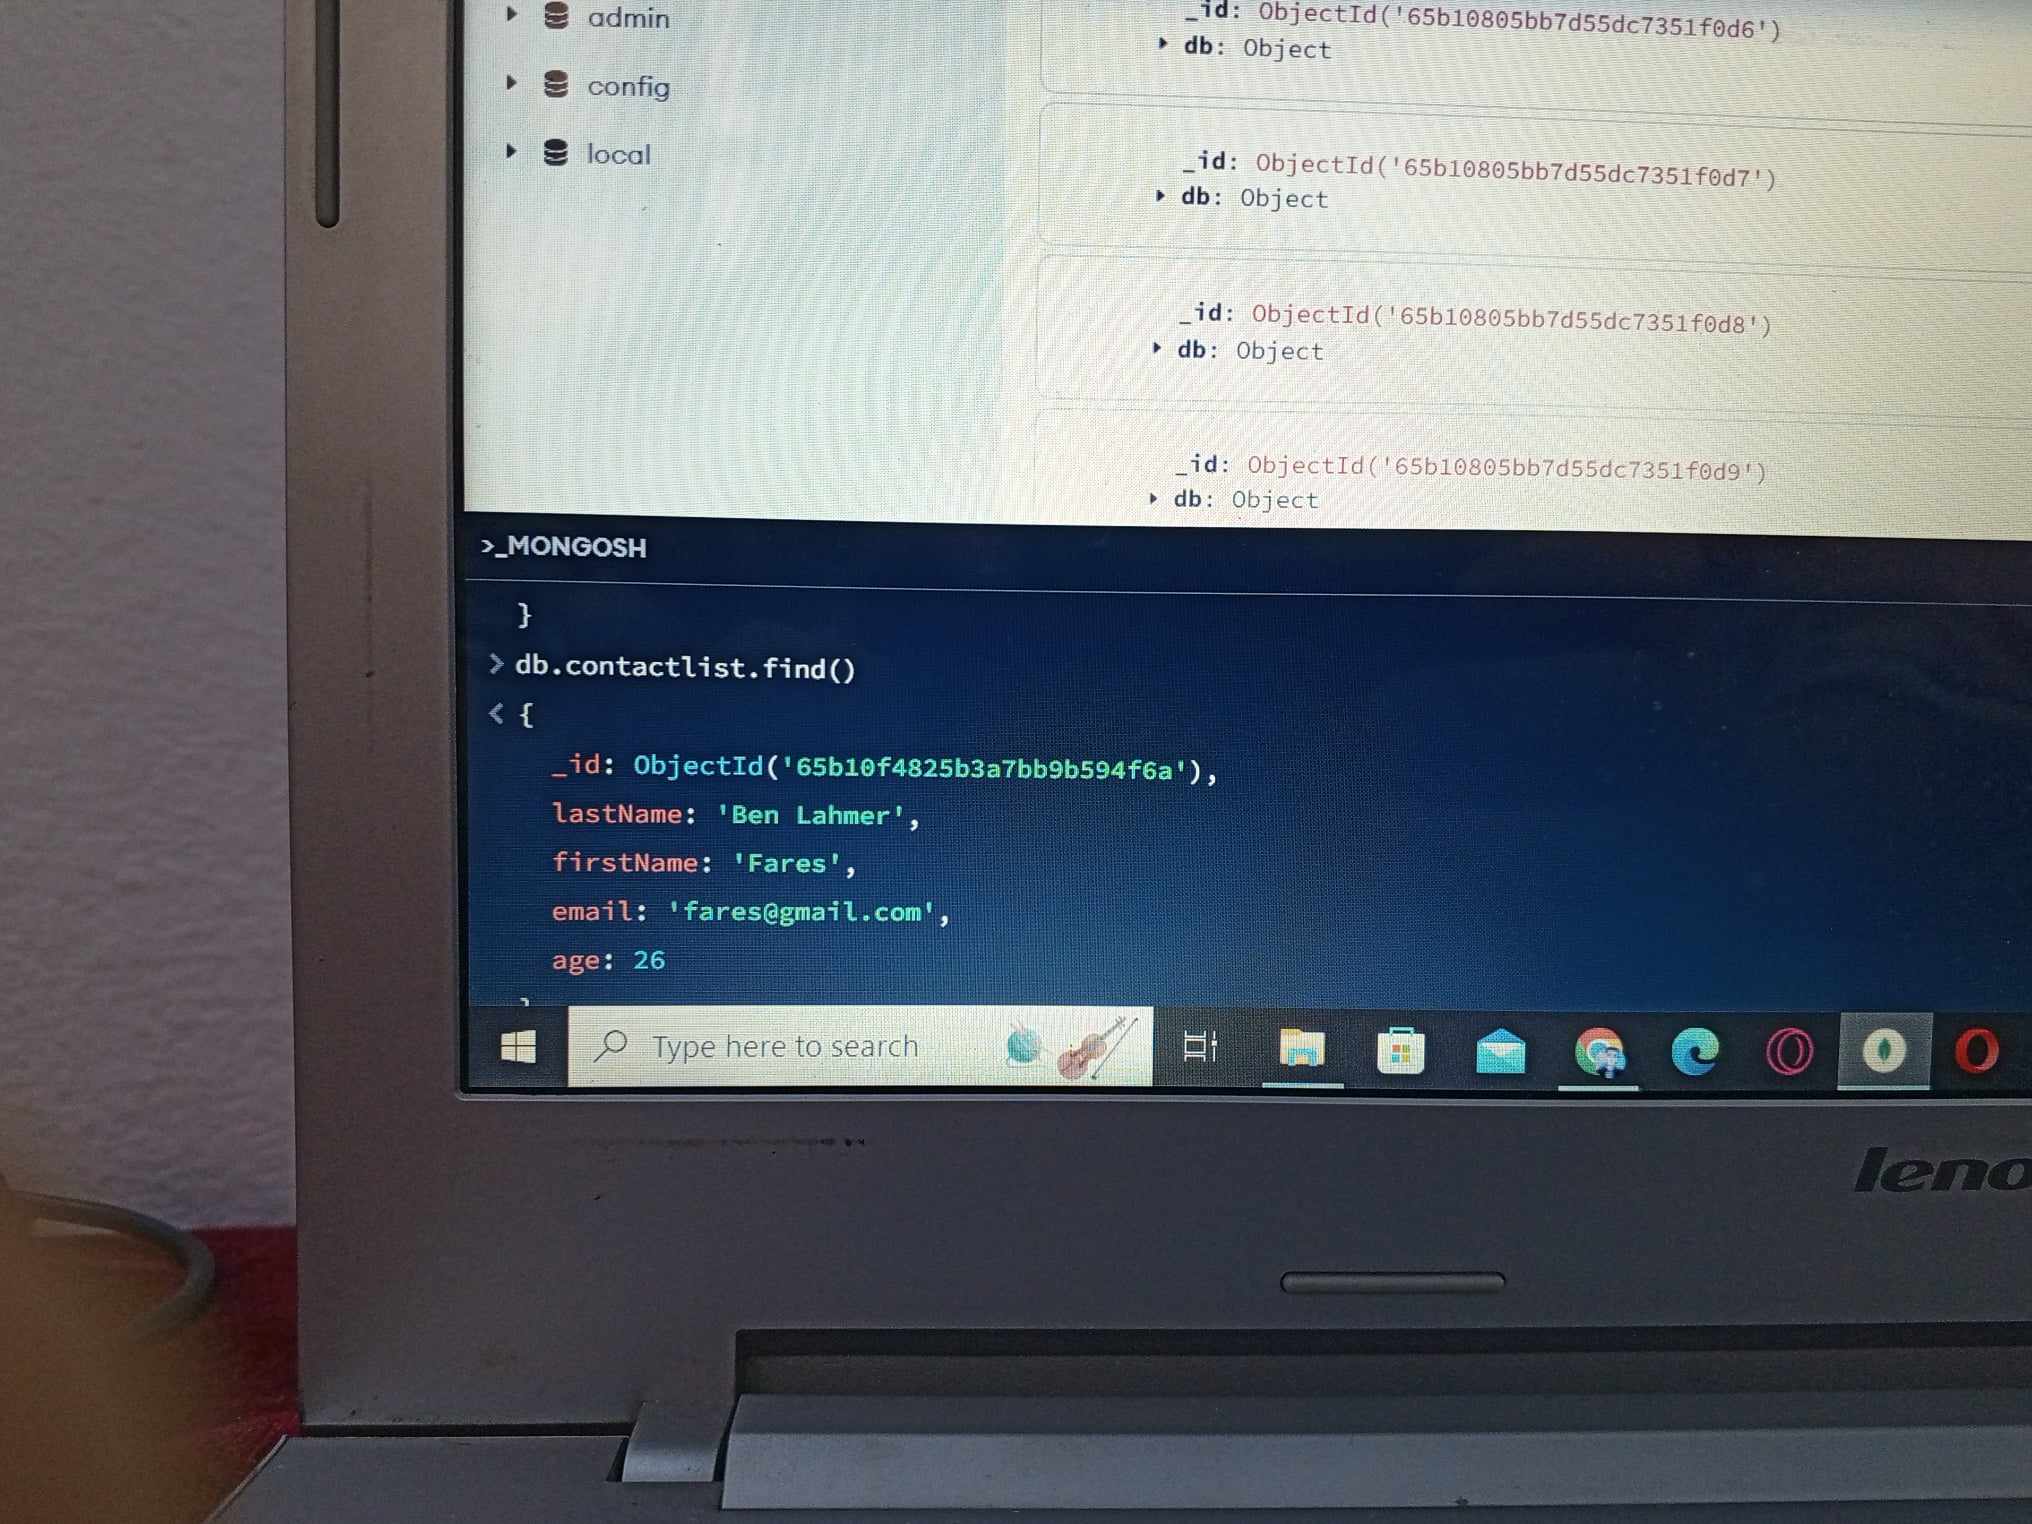 admin
config
local
_id: ObjectId('65b10805bb7d55dc7351f0d6')
db: Object
_id: ObjectId('65b10805bb7d55dc7351f0d7')
db: Object
_id: ObjectId('65b10805bb7d55dc7351f0d8')
db: Object
_id: ObjectId('65b10805bb7d55dc7351f0d9')
db: Object
>_MONGOSH
}
> db.contactlist.find()
< {
_id: ObjectId('65b10f4825b3a7bb9b594f6a'),
lastName: 'Ben Lahmer',
firstName: 'Fares',
email: 'fares@gmail.com',
age: 26
Type here to search
leno